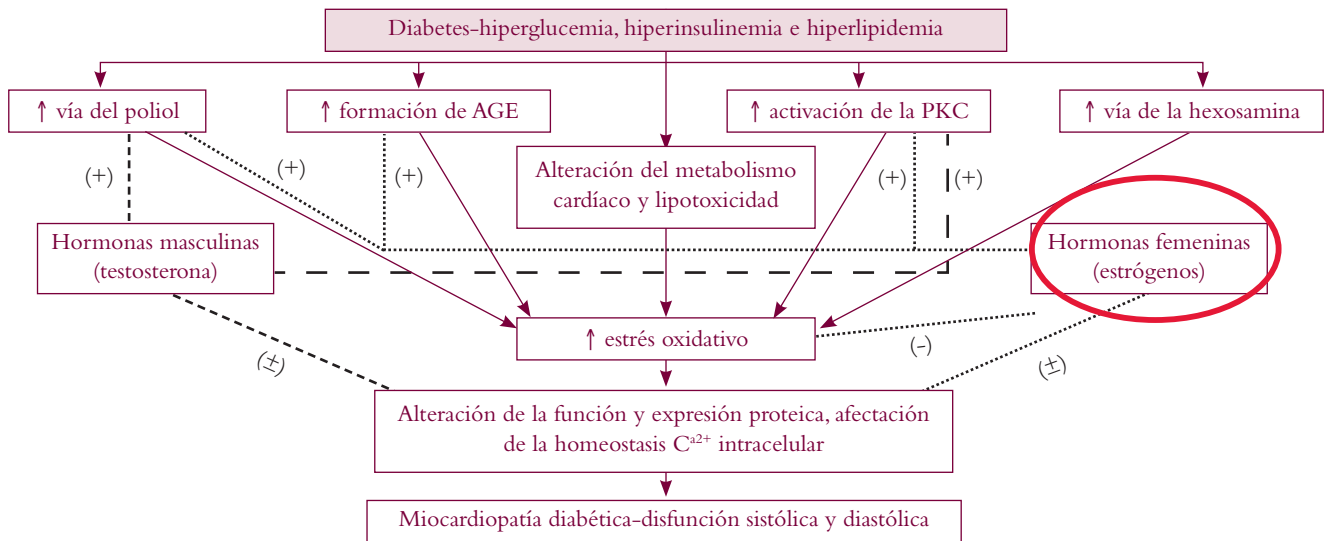 Diabetes-hiperglucemia, hiperinsulinemia e hiperlipidemia
↑ vía del poliol
↑ formación de AGE
↑ activación de la PKC
↑ vía de la hexosamina
(+)
(+)
(+)
(+)
(+)
Alteración del metabolismo
cardíaco y lipotoxicidad
Hormonas masculinas
(testosterona)
Hormonas femeninas
(estrógenos)
↑ estrés oxidativo
(-)
(±)
(±)
Alteración de la función y expresión proteica, afectación
de la homeostasis Cᵃ²⁺ intracelular
Miocardiopatía diabética-disfunción sistólica y diastólica